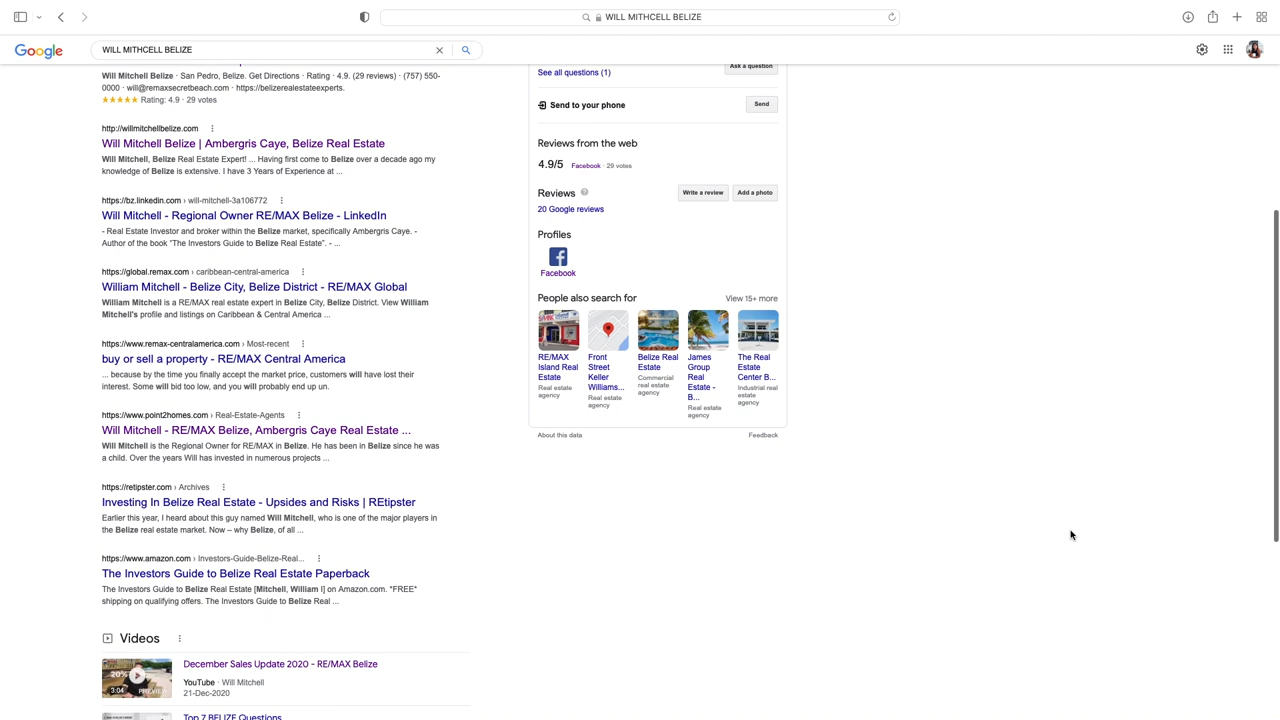 WILL MITHCELL BELIZE
Google
WILL MITHCELL BELIZE
Will Mitchell Belize · San Pedro, Belize. Get Directions · Rating · 4.9. (29 reviews) · (757) 550-
0000 · will@remaxsecretbeach.com · https://belizerealestateexperts.
Rating: 4.9 · 29 votes
http://willmitchellbelize.com
Will Mitchell Belize | Ambergris Caye, Belize Real Estate
Will Mitchell, Belize Real Estate Expert! ... Having first come to Belize over a decade ago my
knowledge of Belize is extensive. I have 3 Years of Experience at ...
https://bz.linkedin.com › will-mitchell-3a106772
Will Mitchell - Regional Owner RE/MAX Belize - LinkedIn
- Real Estate Investor and broker within the Belize market, specifically Ambergris Caye. -
Author of the book "The Investors Guide to Belize Real Estate". - ...
https://global.remax.com › caribbean-central-america
William Mitchell - Belize City, Belize District - RE/MAX Global
William Mitchell is a RE/MAX real estate expert in Belize City, Belize District. View William
Mitchell's profile and listings on Caribbean & Central America ...
https://www.remax-centralamerica.com › Most-recent
buy or sell a property - RE/MAX Central America
... because by the time you finally accept the market price, customers will have lost their
interest. Some will bid too low, and you will probably end up un.
https://www.point2homes.com › Real-Estate-Agents
Will Mitchell - RE/MAX Belize, Ambergris Caye Real Estate ...
Will Mitchell is the Regional Owner for RE/MAX in Belize. He has been in Belize since he was
a child. Over the years Will has invested in numerous projects ...
https://retipster.com › Archives
Investing In Belize Real Estate - Upsides and Risks | REtipster
Earlier this year, I heard about this guy named Will Mitchell, who is one of the major players in
the Belize real estate market. Now – why Belize, of all ...
https://www.amazon.com › Investors-Guide-Belize-Real...
The Investors Guide to Belize Real Estate Paperback
The Investors Guide to Belize Real Estate [Mitchell, William I] on Amazon.com. *FREE*
shipping on qualifying offers. The Investors Guide to Belize Real ...
Videos
December Sales Update 2020 - RE/MAX Belize
YouTube · Will Mitchell
21-Dec-2020
20%
3:04 PREVIEW
Top 7 BELIZE Questions
See all questions (1)
Ask a question
Send to your phone
Send
Reviews from the web
4.9/5 Facebook · 29 votes
Reviews
Write a review
Add a photo
20 Google reviews
Profiles
Facebook
People also search for
View 15+ more
RE/MAX
Island Real
Estate
Real estate
agency
Front
Street
Keller
Williams...
Real estate
agency
Belize Real
Estate
Commercial
real estate
agency
James
Group
Real
Estate -
B...
Real estate
agency
The Real
Estate
Center B...
Industrial real
estate
agency
About this data
Feedback